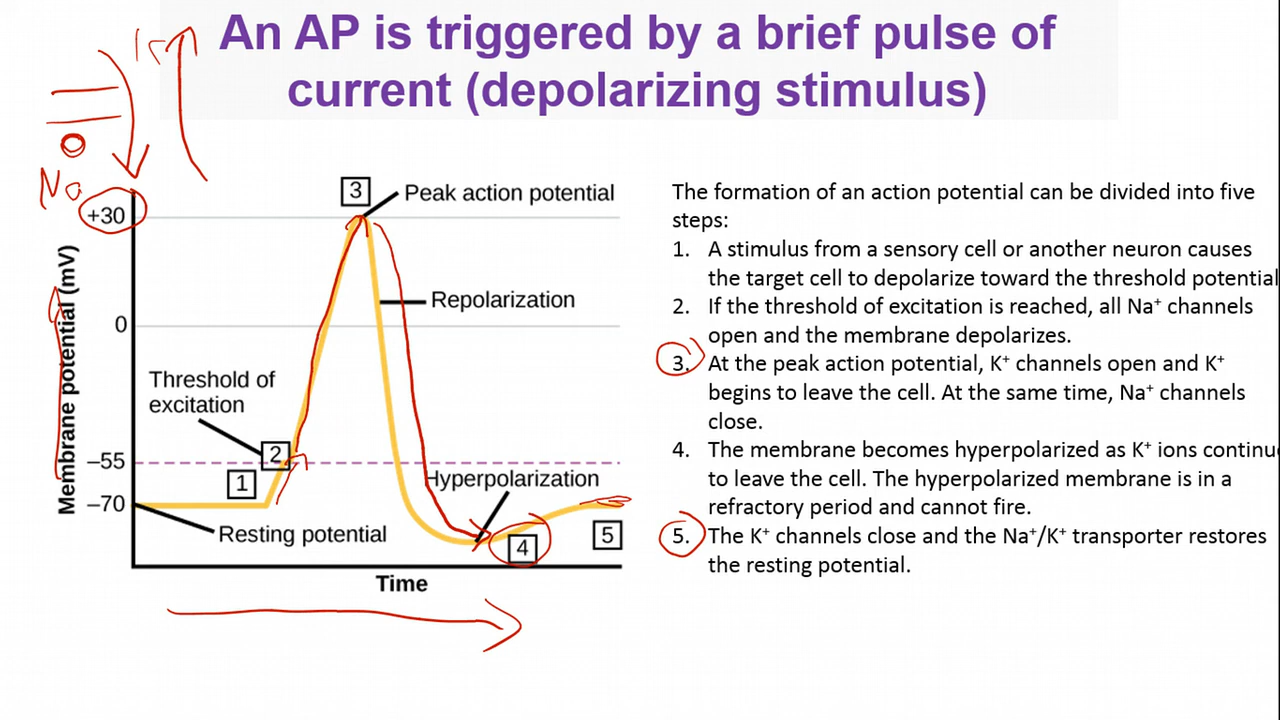 An AP is triggered by a brief pulse of
current (depolarizing stimulus)
Na
+30
0
–55
–70
Membrane potential (mV)
3
Peak action potential
Repolarization
Threshold of
excitation
2
1
Hyperpolarization
Resting potential
4
5
Time
The formation of an action potential can be divided into five
steps:
1. A stimulus from a sensory cell or another neuron causes
the target cell to depolarize toward the threshold potential
2. If the threshold of excitation is reached, all Na⁺ channels
open and the membrane depolarizes.
3. At the peak action potential, K⁺ channels open and K⁺
begins to leave the cell. At the same time, Na⁺ channels
close.
4. The membrane becomes hyperpolarized as K⁺ ions continu
to leave the cell. The hyperpolarized membrane is in a
refractory period and cannot fire.
5. The K⁺ channels close and the Na⁺/K⁺ transporter restores
the resting potential.